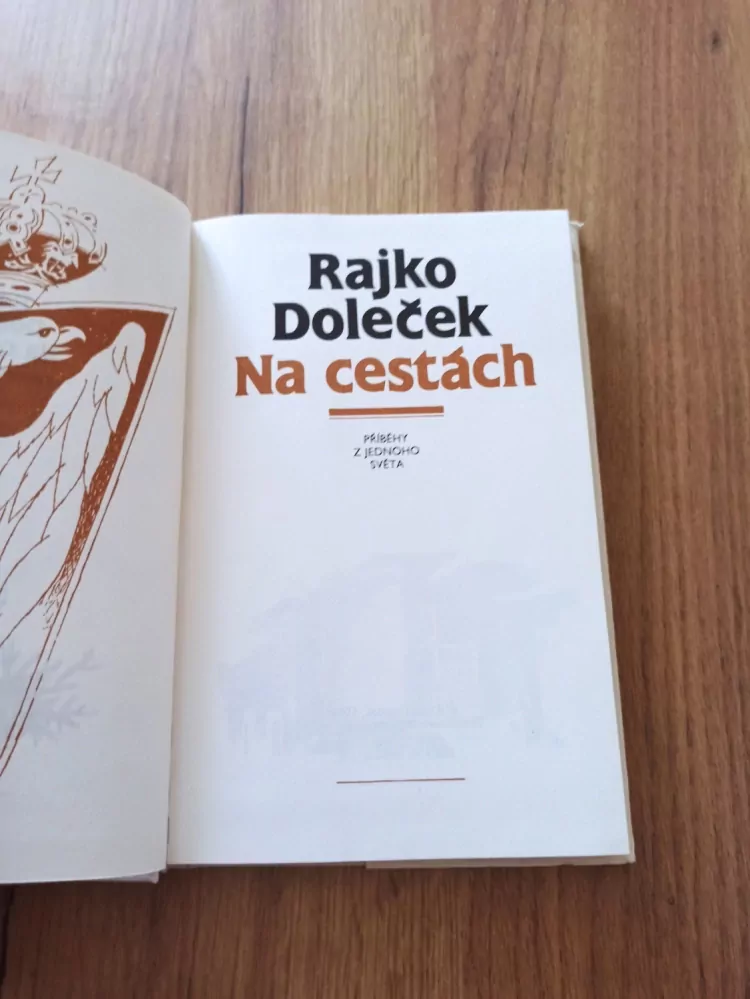 Rajko
Doleček
Na cestách
PŘÍBĚHY
Z JEDNOHO
SVĚTA